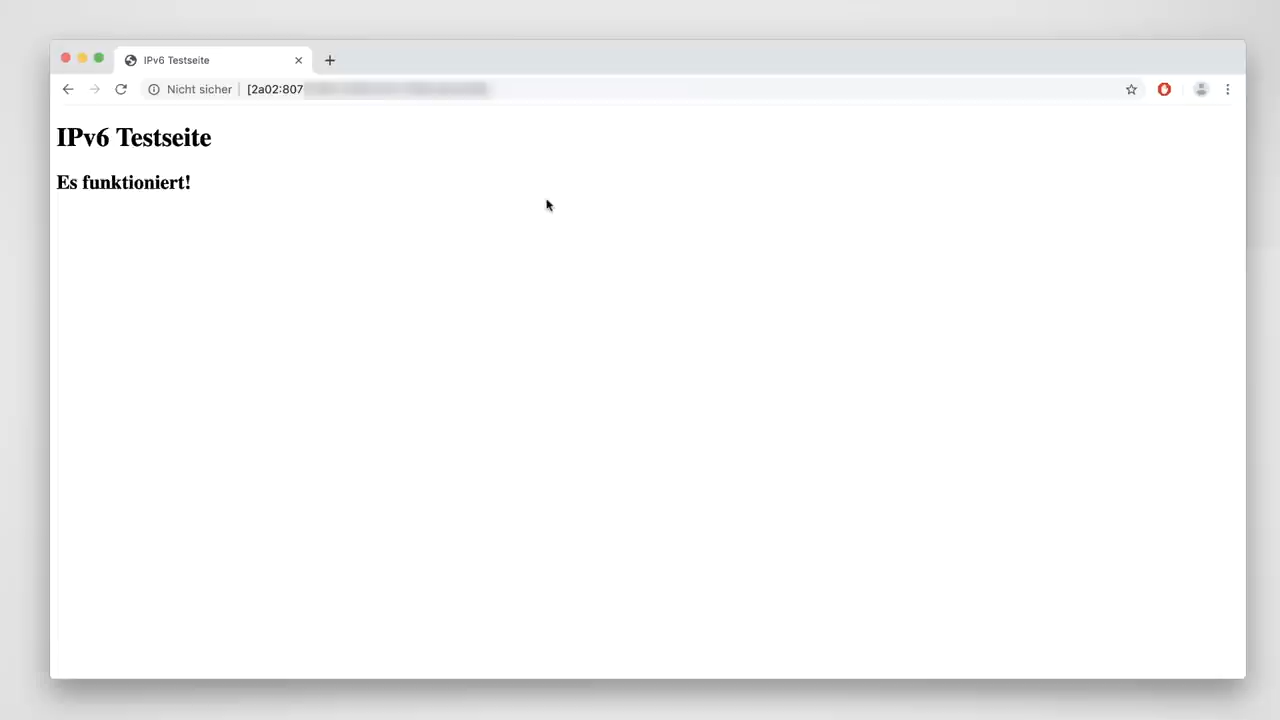 IPv6 Testseite
Nicht sicher | [2a02:807
IPv6 Testseite
Es funktioniert!